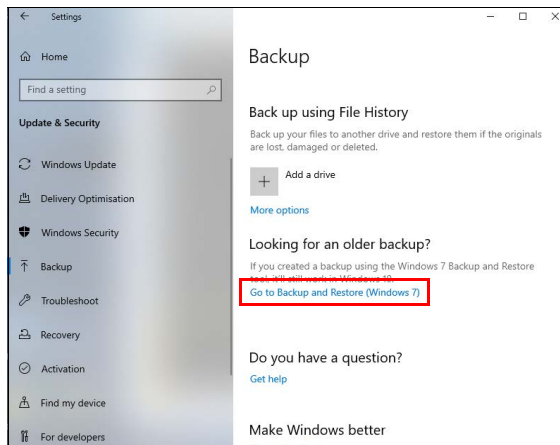 Settings
Home
Find a setting
Update & Security
Windows Update
Delivery Optimisation
Windows Security
Backup
Troubleshoot
Recovery
Activation
Find my device
For developers
Backup
Back up using File History
Back up your files to another drive and restore them if the originals
are lost, damaged or deleted.
Add a drive
More options
Looking for an older backup?
If you created a backup using the Windows 7 Backup and Restore
tool, it'll still work in Windows 10.
Go to Backup and Restore (Windows 7)
Do you have a question?
Get help
Make Windows better